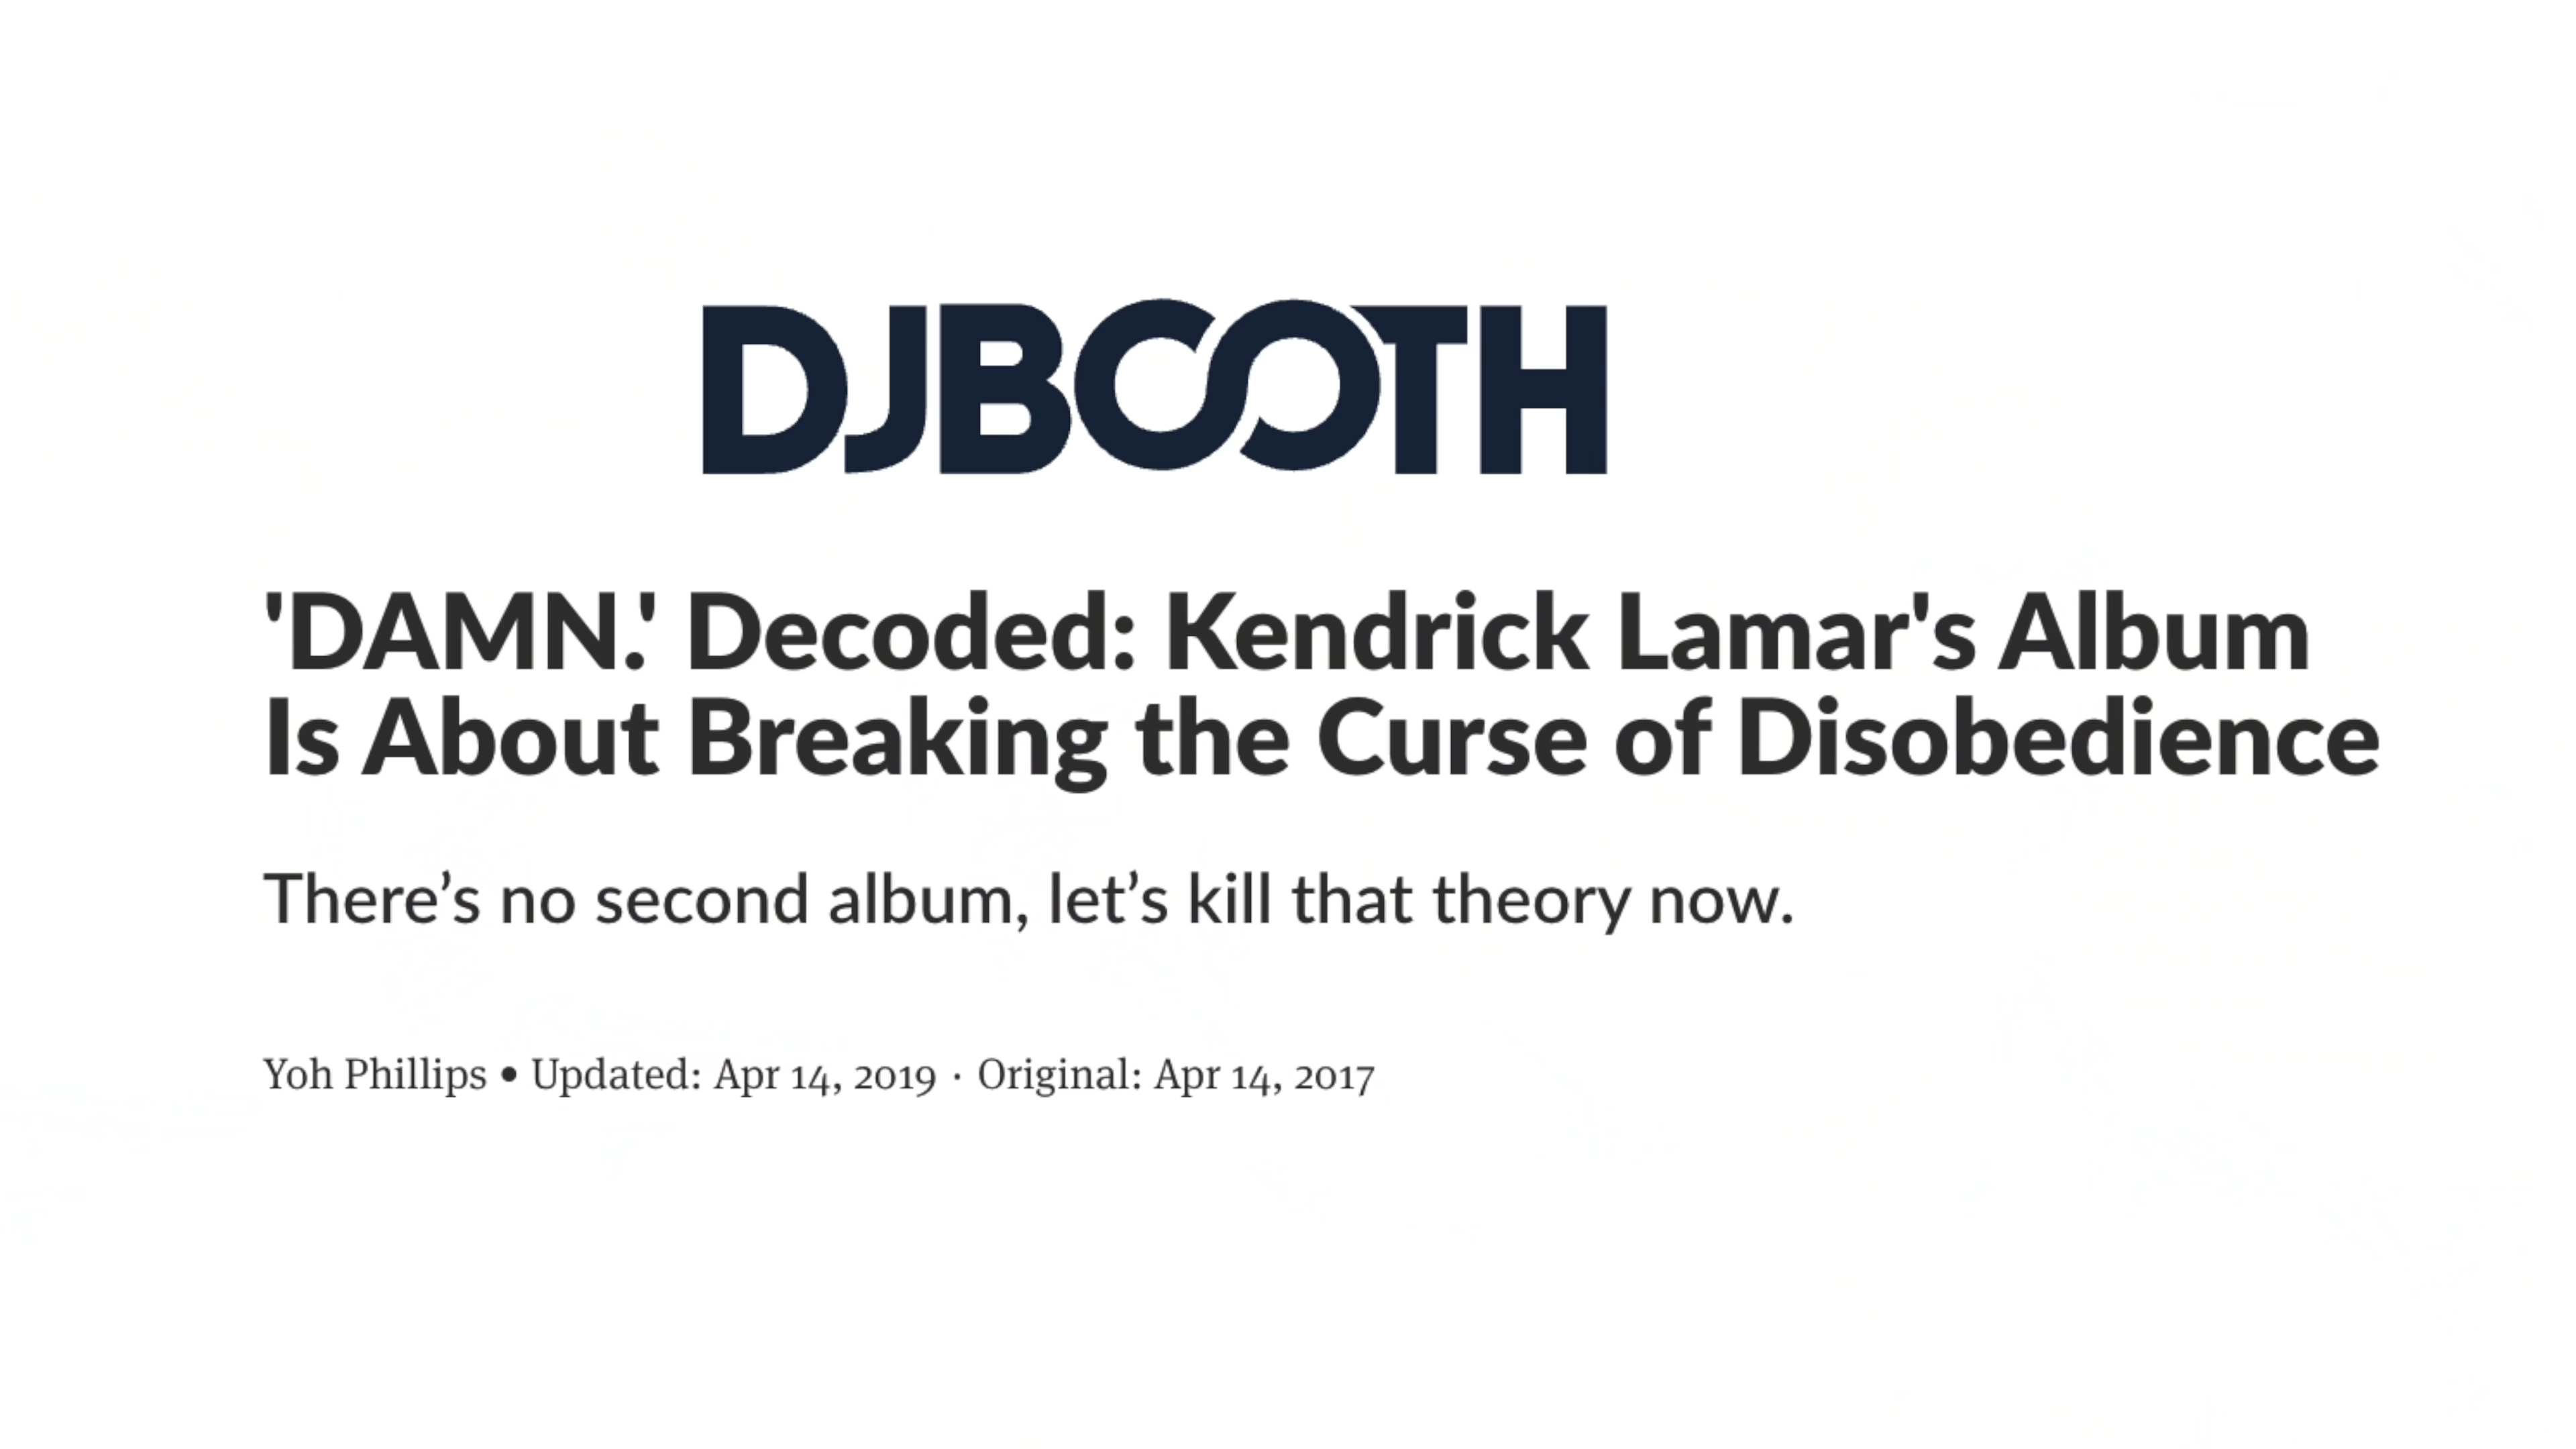 DJBOOTH
'DAMN.' Decoded: Kendrick Lamar's Album
Is About Breaking the Curse of Disobedience
There’s no second album, let’s kill that theory now.
Yoh Phillips • Updated: Apr 14, 2019 · Original: Apr 14, 2017